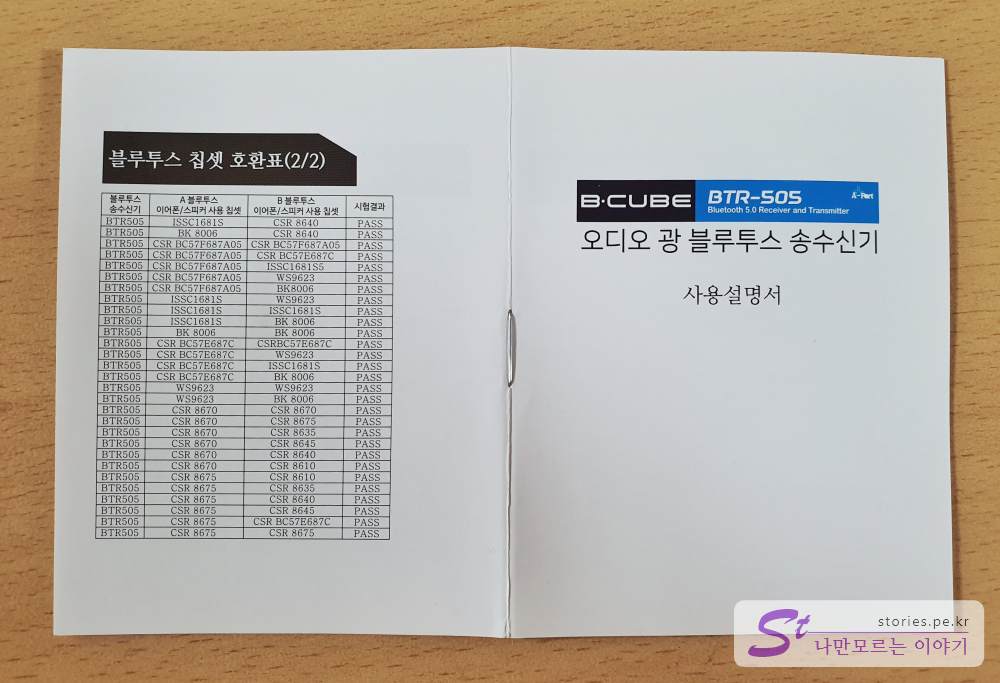 블루투스 칩셋 호환표(2/2)
블루투스 송수신기 A 블루투스 이어폰/스피커 사용 칩셋 B 블루투스 이어폰/스피커 사용 칩셋 시험결과
BTR505 ISSC1681S CSR 8640 PASS
BTR505 BK 8006 CSR 8640 PASS
BTR505 CSR BC57F687A05 CSR BC57F687A05 PASS
BTR505 CSR BC57F687A05 CSR BC57E687C PASS
BTR505 CSR BC57F687A05 ISSC1681S5 PASS
BTR505 CSR BC57F687A05 WS9623 PASS
BTR505 CSR BC57F687A05 BK8006 PASS
BTR505 ISSC1681S WS9623 PASS
BTR505 ISSC1681S ISSC1681S PASS
BTR505 ISSC1681S BK 8006 PASS
BTR505 BK 8006 BK 8006 PASS
BTR505 CSR BC57E687C CSRBC57E687C PASS
BTR505 CSR BC57E687C WS9623 PASS
BTR505 CSR BC57E687C ISSC1681S PASS
BTR505 CSR BC57E687C BK 8006 PASS
BTR505 WS9623 WS9623 PASS
BTR505 WS9623 BK 8006 PASS
BTR505 CSR 8670 CSR 8670 PASS
BTR505 CSR 8670 CSR 8675 PASS
BTR505 CSR 8670 CSR 8635 PASS
BTR505 CSR 8670 CSR 8645 PASS
BTR505 CSR 8670 CSR 8640 PASS
BTR505 CSR 8670 CSR 8610 PASS
BTR505 CSR 8675 CSR 8610 PASS
BTR505 CSR 8675 CSR 8635 PASS
BTR505 CSR 8675 CSR 8640 PASS
BTR505 CSR 8675 CSR 8645 PASS
BTR505 CSR 8675 CSR BC57E687C PASS
BTR505 CSR 8675 CSR 8675 PASS
B·CUBE BTR-505 A-Part
Bluetooth 5.0 Receiver and Transmitter
오디오 광 블루투스 송수신기
사용설명서
St stories.pe.kr
나만모르는 이야기